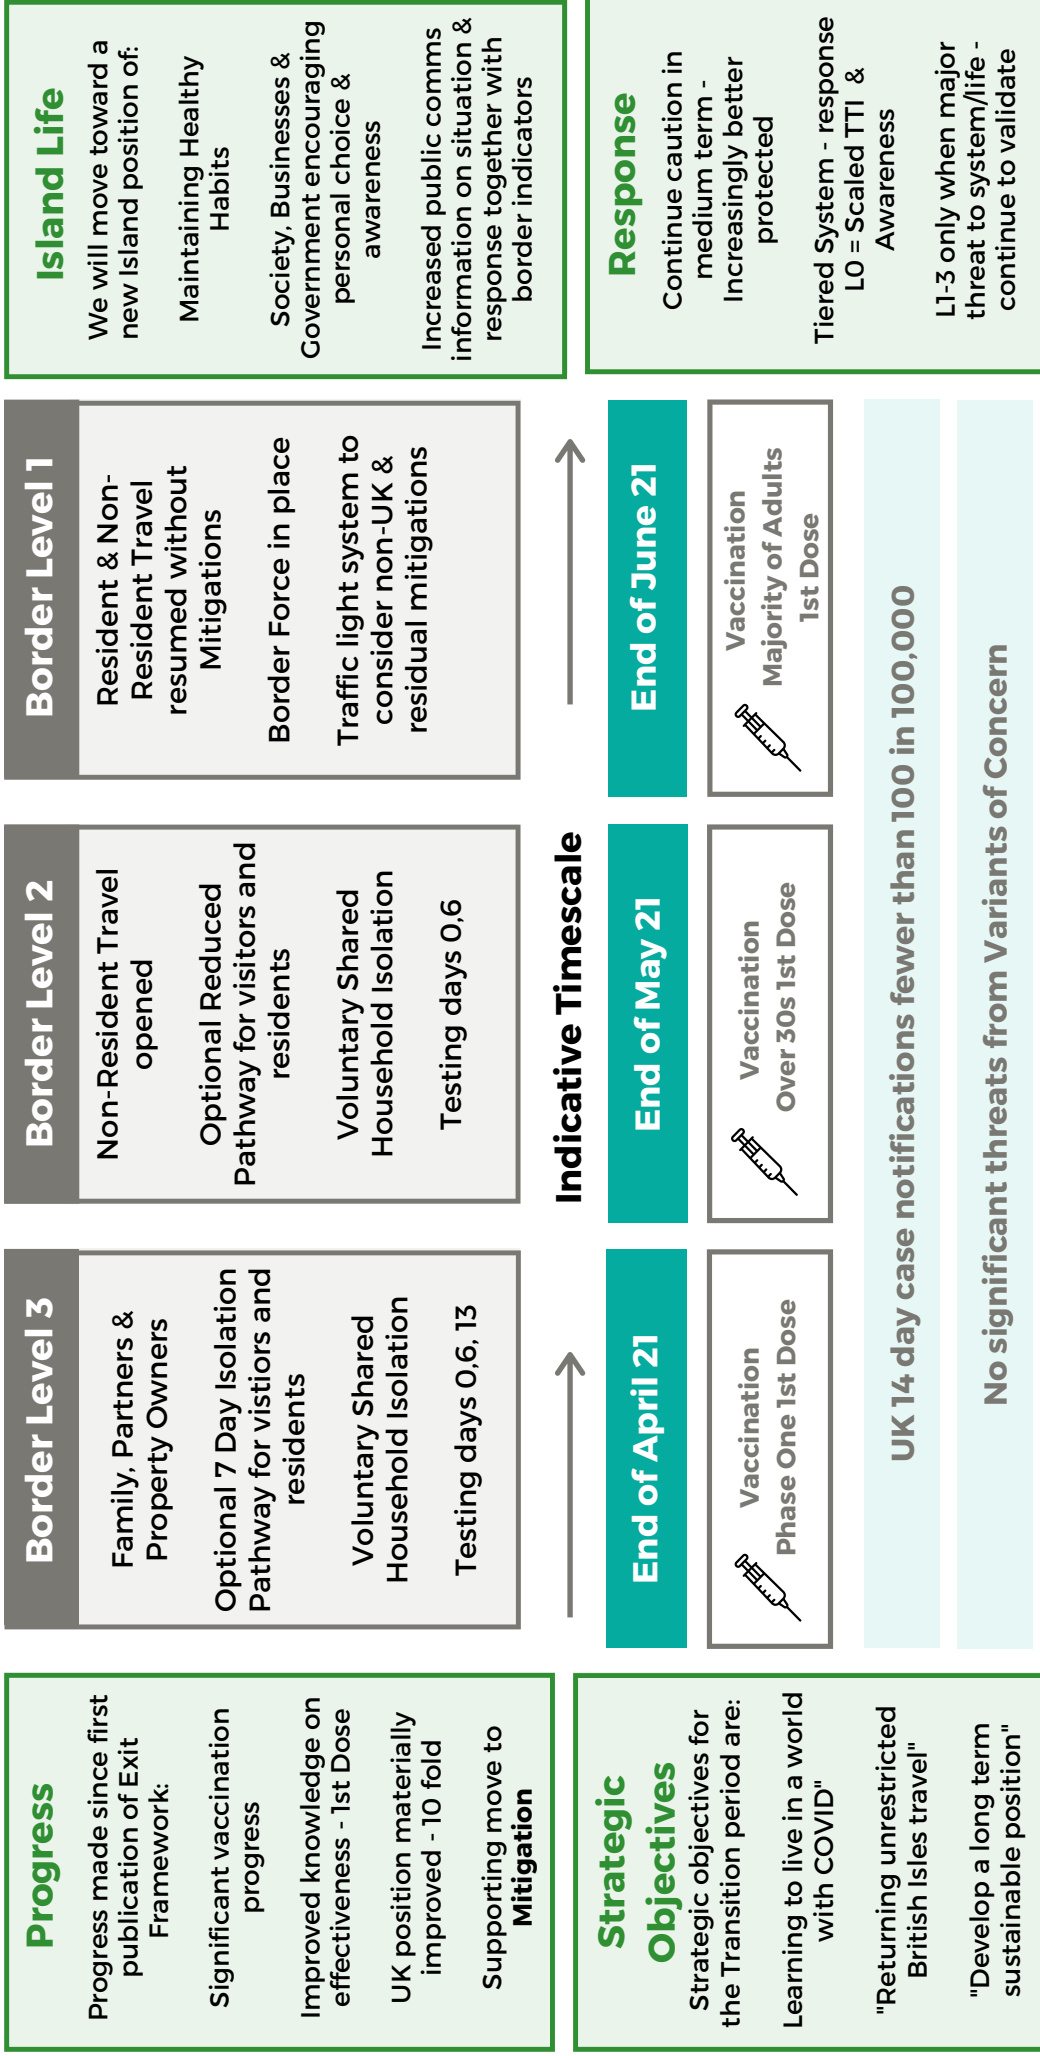 Progress
Progress made since first
publication of Exit
Framework:
Significant vaccination
progress
Improved knowledge on
effectiveness - 1st Dose
UK position materially
improved - 10 fold
Supporting move to
Mitigation
Strategic
Objectives
Strategic objectives for
the Transition period are:
Learning to live in a world
with COVID"
"Returning unrestricted
British Isles travel"
"Develop a long term
sustainable position"
Border Level 3
Family, Partners &
Property Owners
Optional 7 Day Isolation
Pathway for vistiors and
residents
Voluntary Shared
Household Isolation
Testing days 0,6, 13
Border Level 2
Non-Resident Travel
opened
Optional Reduced
Pathway for visitors and
residents
Voluntary Shared
Household Isolation
Testing days 0,6
Border Level 1
Resident & Non-
Resident Travel
resumed without
Mitigations
Border Force in place
Traffic light system to
consider non-UK &
residual mitigations
Indicative Timescale
End of April 21
End of May 21
End of June 21
Vaccination
Phase One 1st Dose
Vaccination
Over 30s 1st Dose
Vaccination
Majority of Adults
1st Dose
UK 14 day case notifications fewer than 100 in 100,000
No significant threats from Variants of Concern
Island Life
We will move toward a
new Island position of:
Maintaining Healthy
Habits
Society, Businesses &
Government encouraging
personal choice &
awareness
Increased public comms
information on situation &
response together with
border indicators
Response
Continue caution in
medium term -
Increasingly better
protected
Tiered System - response
L0 = Scaled TTI &
Awareness
L1-3 only when major
threat to system/life -
continue to validate